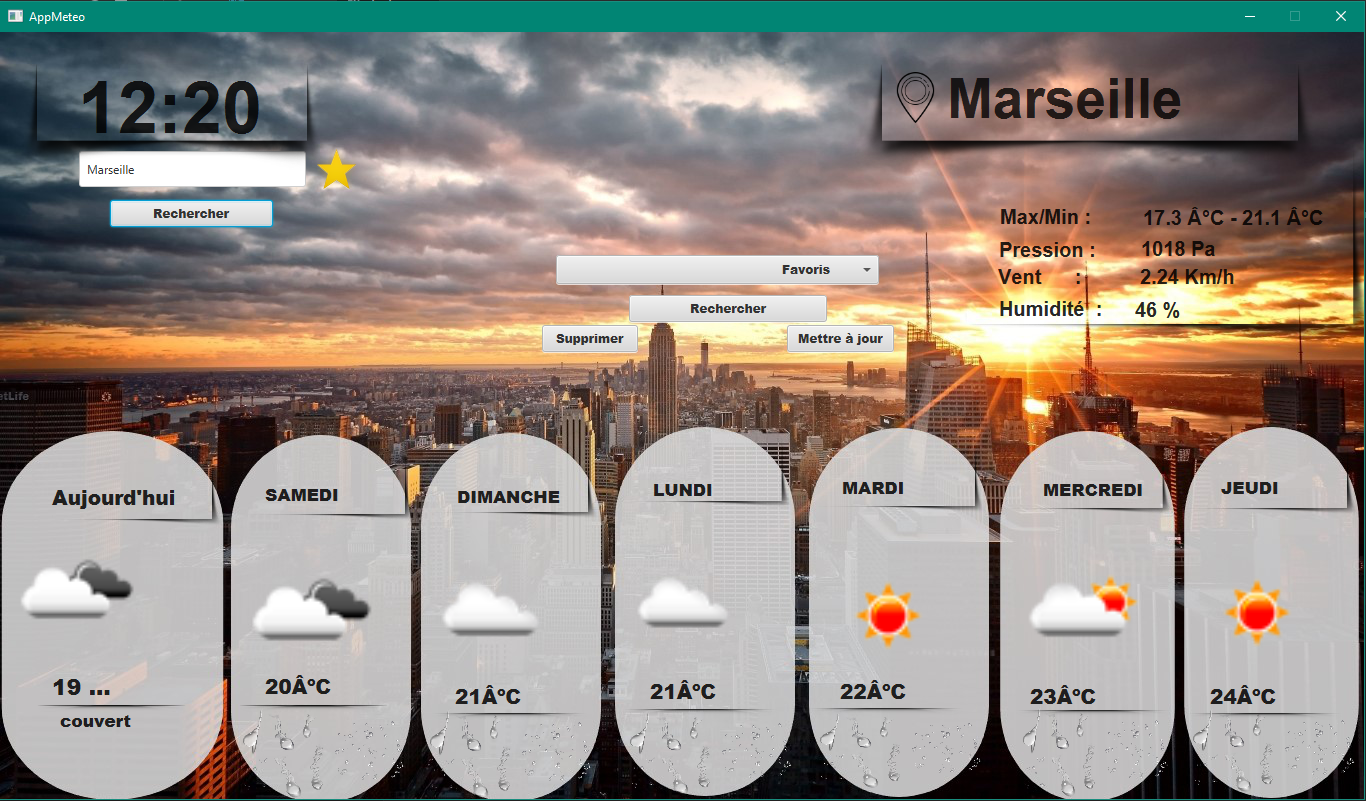 AppMeteo
12:20
Marseille
Marseille
Rechercher
Max/Min : 17.3 Â°C - 21.1 Â°C
Pression : 1018 Pa
Vent : 2.24 Km/h
Humidité : 46 %
Favoris
Rechercher
Supprimer
Mettre à jour
etLife
Aujourd'hui
SAMEDI
DIMANCHE
LUNDI
MARDI
MERCREDI
JEUDI
19 ...
20Â°C
21Â°C
21Â°C
22Â°C
23Â°C
24Â°C
couvert